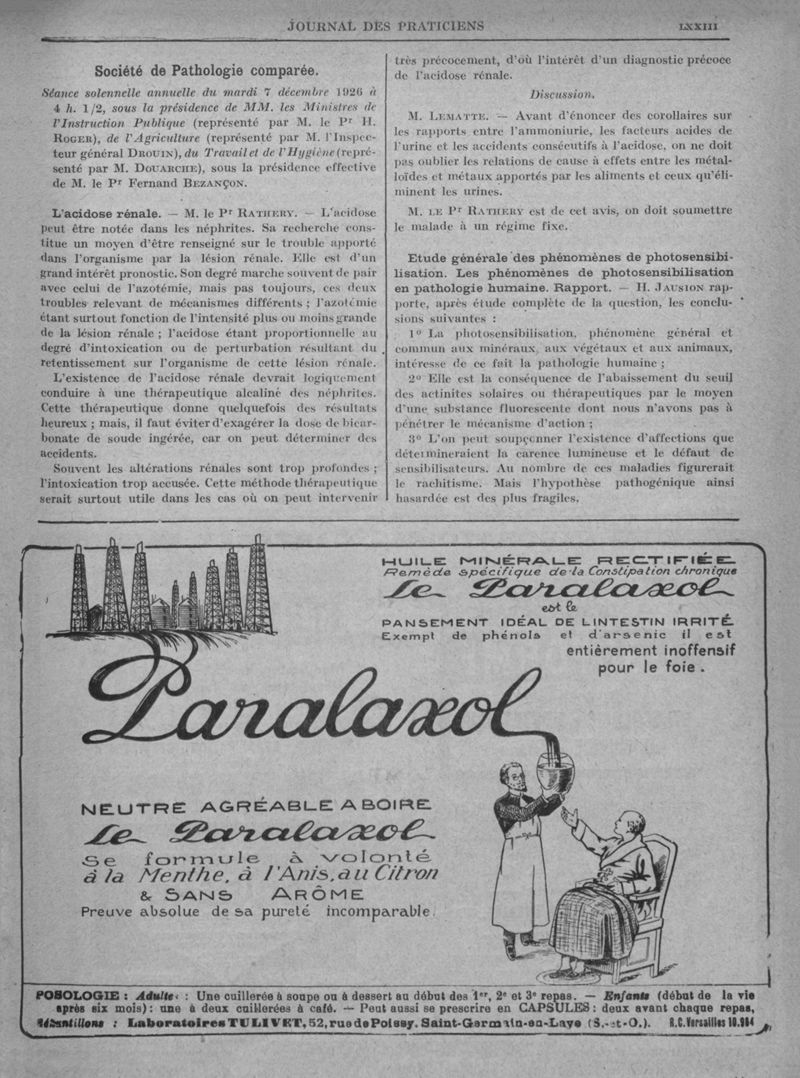 JOURNAL DES PRATICIENS
LXXIII
Société de Pathologie comparée.
Séance solennelle annuelle du mardi 7 décembre 1926 à
4 h. 1/2, sous la présidence de MM. les Ministres de
l'Instruction Publique (représenté par M. le Pr H.
ROGER), de l'Agriculture (représenté par M. l'Inspec-
teur général DROUIN), du Travail et de l'Hygiène (repré-
senté par M. DOUARCHE), sous la présidence effective
de M. le Pr Fernand BEZANÇON.
L'acidose rénale. — M. le Pr RATHERY. — L'acidose
peut être notée dans les néphrites. Sa recherche cons-
titue un moyen d'être renseigné sur le trouble apporté
dans l'organisme par la lésion rénale. Elle est d'un
grand intérêt pronostic. Son degré marche souvent de pair
avec celui de l'azotémie, mais pas toujours, ces deux
troubles relevant de mécanismes différents ; l'azotémie
étant surtout fonction de l'intensité plus ou moins grande
de la lésion rénale ; l'acidose étant proportionnelle au
degré d'intoxication ou de perturbation résultant du
retentissement sur l'organisme de cette lésion rénale.
L'existence de l'acidose rénale devrait logiquement
conduire à une thérapeutique alcaline des néphrites.
Cette thérapeutique donne quelquefois des résultats
heureux ; mais, il faut éviter d'exagérer la dose de bicar-
bonate de soude ingérée, car on peut déterminer des
accidents.
Souvent les altérations rénales sont trop profondes ;
l'intoxication trop accusée. Cette méthode thérapeutique
serait surtout utile dans les cas où on peut intervenir
très précocement, d'où l'intérêt d'un diagnostic précoce
de l'acidose rénale.
Discussion.
M. LEMATTE. — Avant d'énoncer des corollaires sur
les rapports entre l'ammoniurie, les facteurs acides de
l'urine et les accidents consécutifs à l'acidose, on ne doit
pas oublier les relations de cause à effets entre les métal-
loïdes et métaux apportés par les aliments et ceux qu'éli-
minent les urines.
M. LE Pr RATHERY est de cet avis, on doit soumettre
le malade à un régime fixe.
Etude générale des phénomènes de photosensibi-
lisation. Les phénomènes de photosensibilisation
en pathologie humaine. Rapport. — H. JAUSION rap-
porte, après étude complète de la question, les conclu-
sions suivantes :
1° La photosensibilisation, phénomène général et
commun aux minéraux, aux végétaux et aux animaux,
intéresse de ce fait la pathologie humaine ;
2° Elle est la conséquence de l'abaissement du seuil
des actinites solaires ou thérapeutiques par le moyen
d'une substance fluorescente dont nous n'avons pas à
pénétrer le mécanisme d'action ;
3° L'on peut soupçonner l'existence d'affections que
détermineraient la carence lumineuse et le défaut de
sensibilisateurs. Au nombre de ces maladies figurerait
le rachitisme. Mais l'hypothèse pathogénique ainsi
hasardée est des plus fragiles.
HUILE MINÉRALE RECTIFIÉE
Remède spécifique de la Constipation chronique
Le Paralaxol
est le
PANSEMENT IDÉAL DE L'INTESTIN IRRITÉ
Exempt de phénols et d'arsenic il est
entièrement inoffensif
pour le foie.
Paralaxol
NEUTRE AGRÉABLE A BOIRE
Le Paralaxol
Se formule à volonté
à la Menthe, à l'Anis, au Citron
& SANS ARÔME
Preuve absolue de sa pureté incomparable.
POSOLOGIE : Adultes : Une cuillerée à soupe ou à dessert au début des 1er, 2e et 3e repas. — Enfants (début de la vie
après six mois) : une à deux cuillerées à café. — Peut aussi se prescrire en CAPSULES : deux avant chaque repas,
Échantillons : Laboratoires TULIVET, 52, rue de Poissy. Saint-Germain-en-Laye (S.-et-O.). R.C. Versailles 10.964